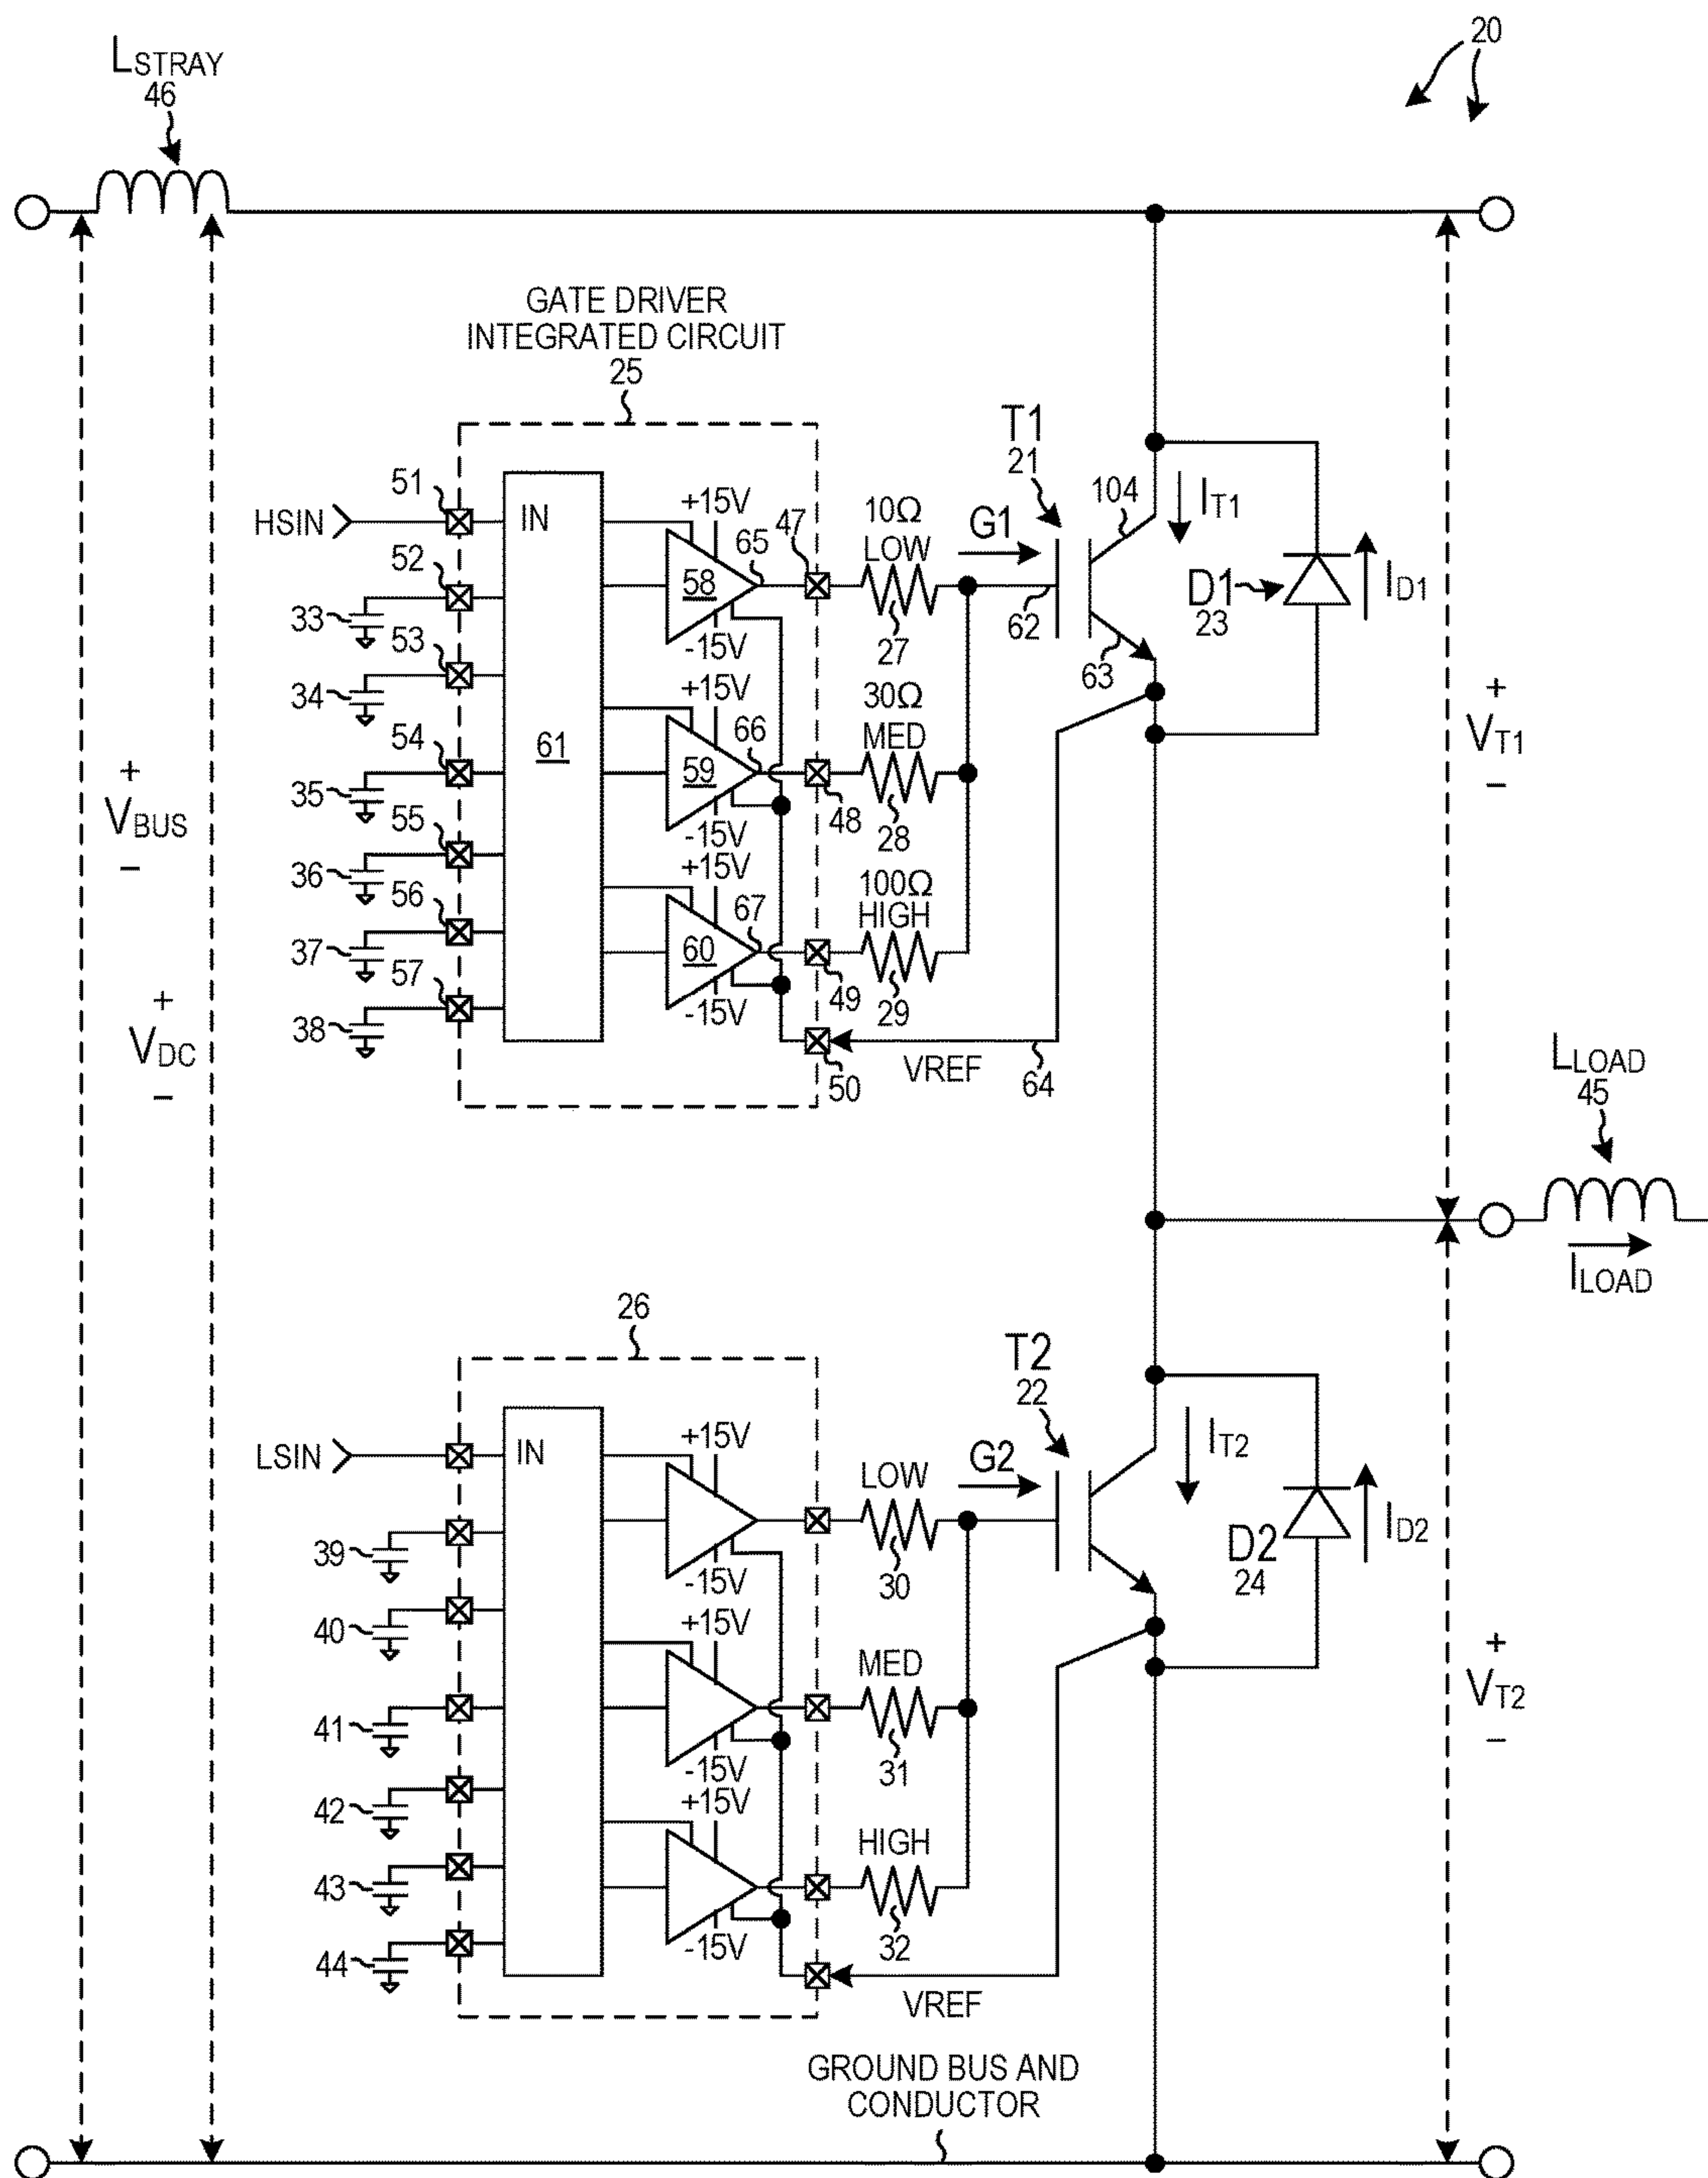 20
LSTRAY
46
GATE DRIVER
INTEGRATED CIRCUIT
25
HSIN
51
52
53
54
55
56
57
33
34
35
36
37
38
IN
61
+15V
58
65
-15V
+15V
59
66
-15V
+15V
60
67
-15V
47
48
49
50
10Ω
LOW
27
30Ω
MED
28
100Ω
HIGH
29
VREF
64
G1
62
T1
21
104
63
IT1
D1
23
ID1
+
VT1
–
+
VBUS
–
+
VDC
–
LLOAD
45
ILOAD
26
LSIN
39
40
41
42
43
44
IN
+15V
-15V
+15V
-15V
+15V
-15V
LOW
30
MED
31
HIGH
32
VREF
G2
T2
22
IT2
D2
24
ID2
+
VT2
–
GROUND BUS AND
CONDUCTOR